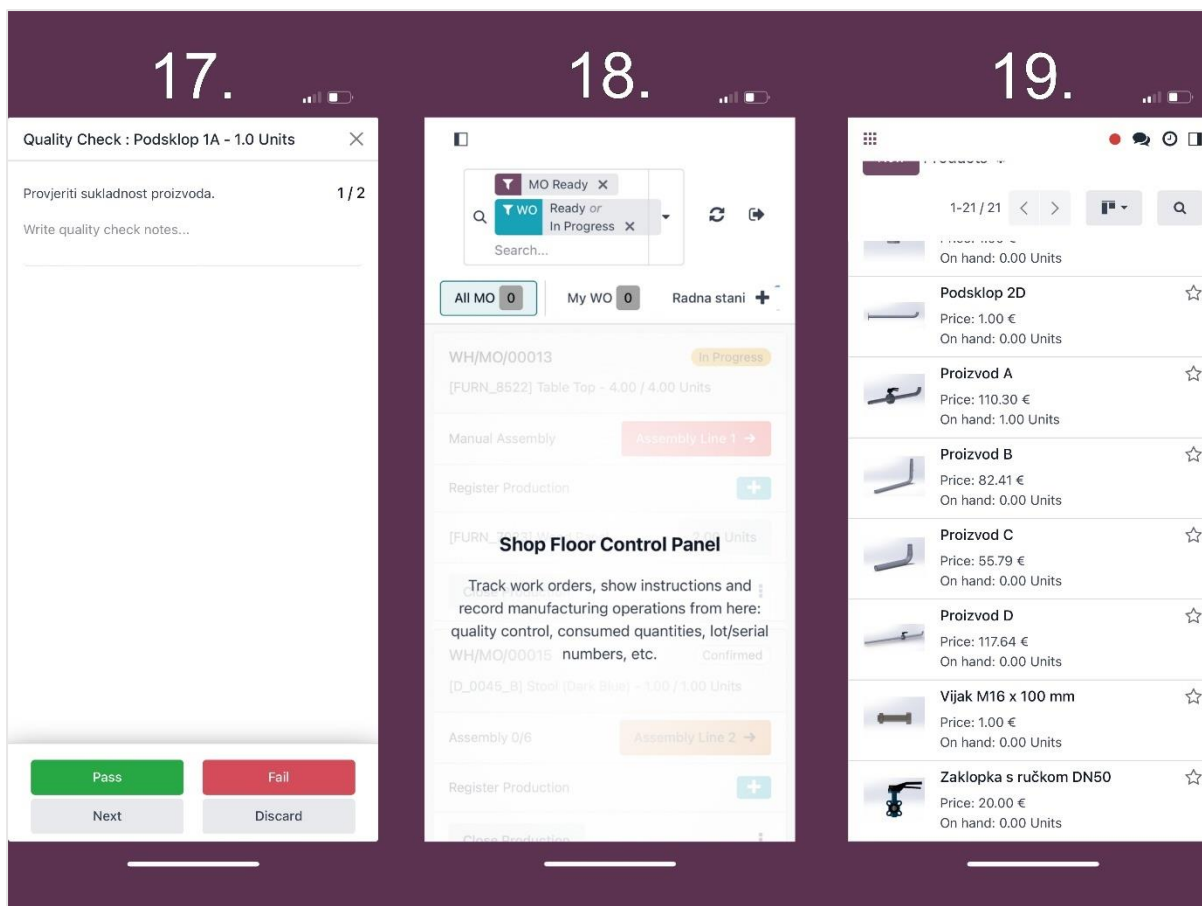 17.
Quality Check : Podsklop 1A - 1.0 Units
Provjeriti sukladnost proizvoda.
1 / 2
Write quality check notes...
Pass
Fail
Next
Discard
18.
MO Ready
WO
Ready or
In Progress
Search...
All MO 0
My WO 0
Radna stani
WH/MO/00013
In Progress
[FURN_8522] Table Top - 4.00 / 4.00 Units
Manual Assembly
Assembly Line 1
Register Production
Units
Shop Floor Control Panel
Track work orders, show instructions and
record manufacturing operations from here:
quality control, consumed quantities, lot/serial
numbers, etc.
WH/MO/00015
Confirmed
[D_0045_B] Stool (Dark Blue) - 1.00 / 1.00 Units
Assembly 0/6
Assembly Line 2
Register Production
Close Production
19.
1-21 / 21
On hand: 0.00 Units
Podsklop 2D
Price: 1.00 €
On hand: 0.00 Units
Proizvod A
Price: 110.30 €
On hand: 1.00 Units
Proizvod B
Price: 82.41 €
On hand: 0.00 Units
Proizvod C
Price: 55.79 €
On hand: 0.00 Units
Proizvod D
Price: 117.64 €
On hand: 0.00 Units
Vijak M16 x 100 mm
Price: 1.00 €
On hand: 0.00 Units
Zaklopka s ručkom DN50
Price: 20.00 €
On hand: 0.00 Units